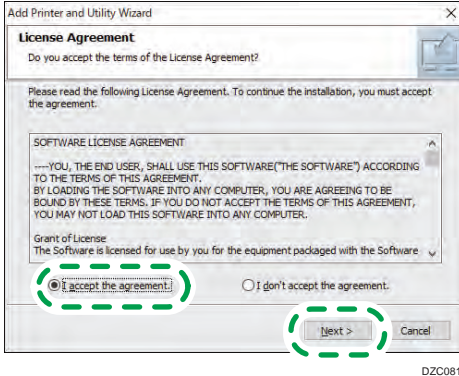 Add Printer and Utility Wizard
License Agreement
Do you accept the terms of the License Agreement?
Please read the following License Agreement. To continue the installation, you must accept
the agreement.
SOFTWARE LICENSE AGREEMENT
----YOU, THE END USER, SHALL USE THIS SOFTWARE("THE SOFTWARE") ACCORDING
TO THE TERMS OF THIS AGREEMENT.
BY LOADING THE SOFTWARE INTO ANY COMPUTER, YOU ARE AGREEING TO BE
BOUND BY THESE TERMS. IF YOU DO NOT ACCEPT THE TERMS OF THIS AGREEMENT,
YOU MAY NOT LOAD THIS SOFTWARE INTO ANY COMPUTER.
Grant of License
The Software is licensed for use by you for the equipment packaged with the Software
I accept the agreement. I don't accept the agreement.
Next > Cancel
DZC081